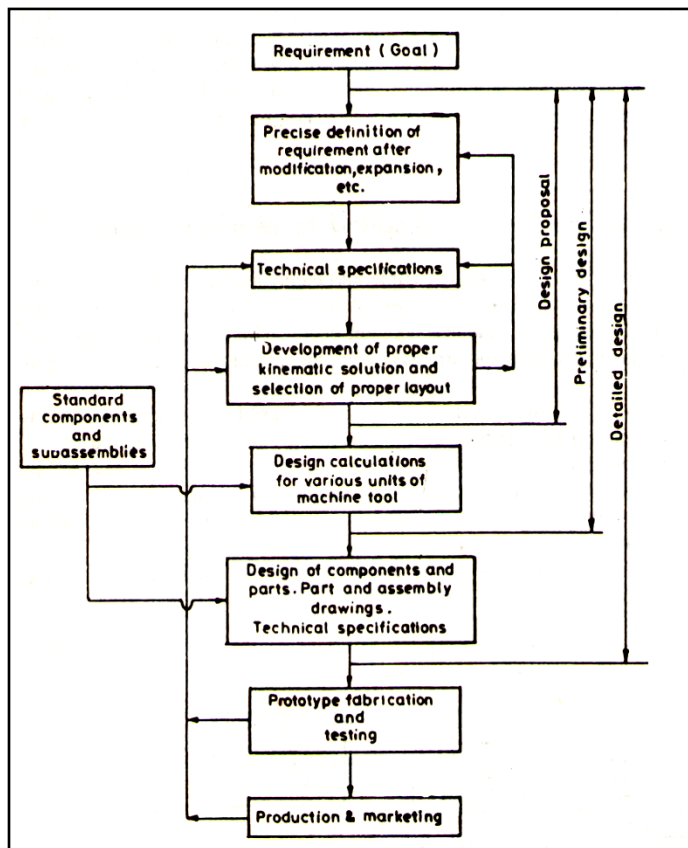 Requirement ( Goal )
Precise definition of
requirement after
modification, expansion ,
etc.
Technical specifications
Development of proper
kinematic solution and
selection of proper layout
Standard
components
and
subassemblies
Design calculations
for various units of
machine tool
Design of components and
parts. Part and assembly
drawings.
Technical specifications
Prototype fabrication
and
testing
Production & marketing
Design proposal
Preliminary design
Detailed design